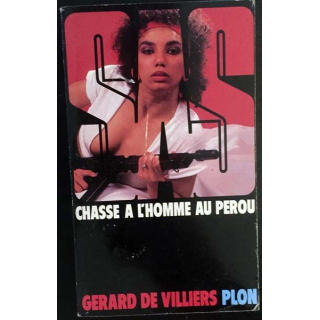 SAS
CHASSE A L'HOMME AU PEROU
GERARD DE VILLIERS PLON